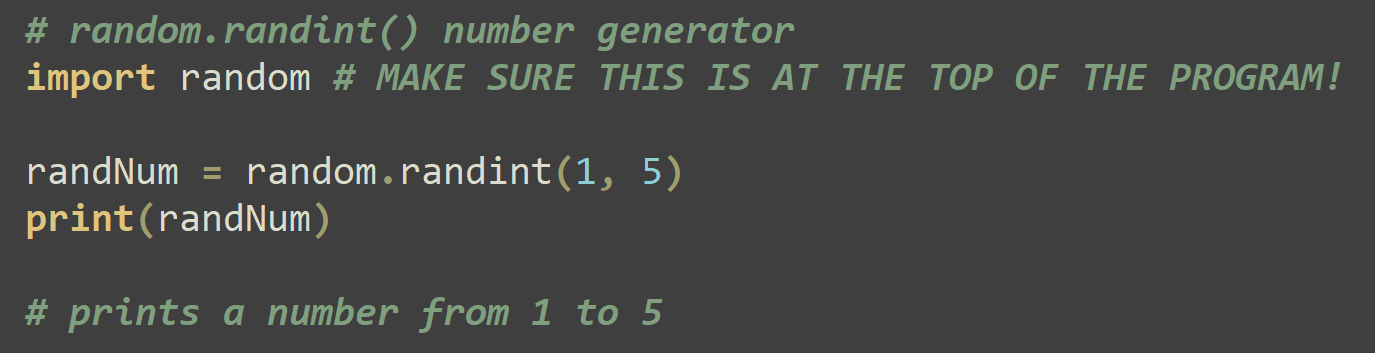 # random.randint() number generator
import random # MAKE SURE THIS IS AT THE TOP OF THE PROGRAM!
randNum = random.randint(1, 5)
print(randNum)
# prints a number from 1 to 5